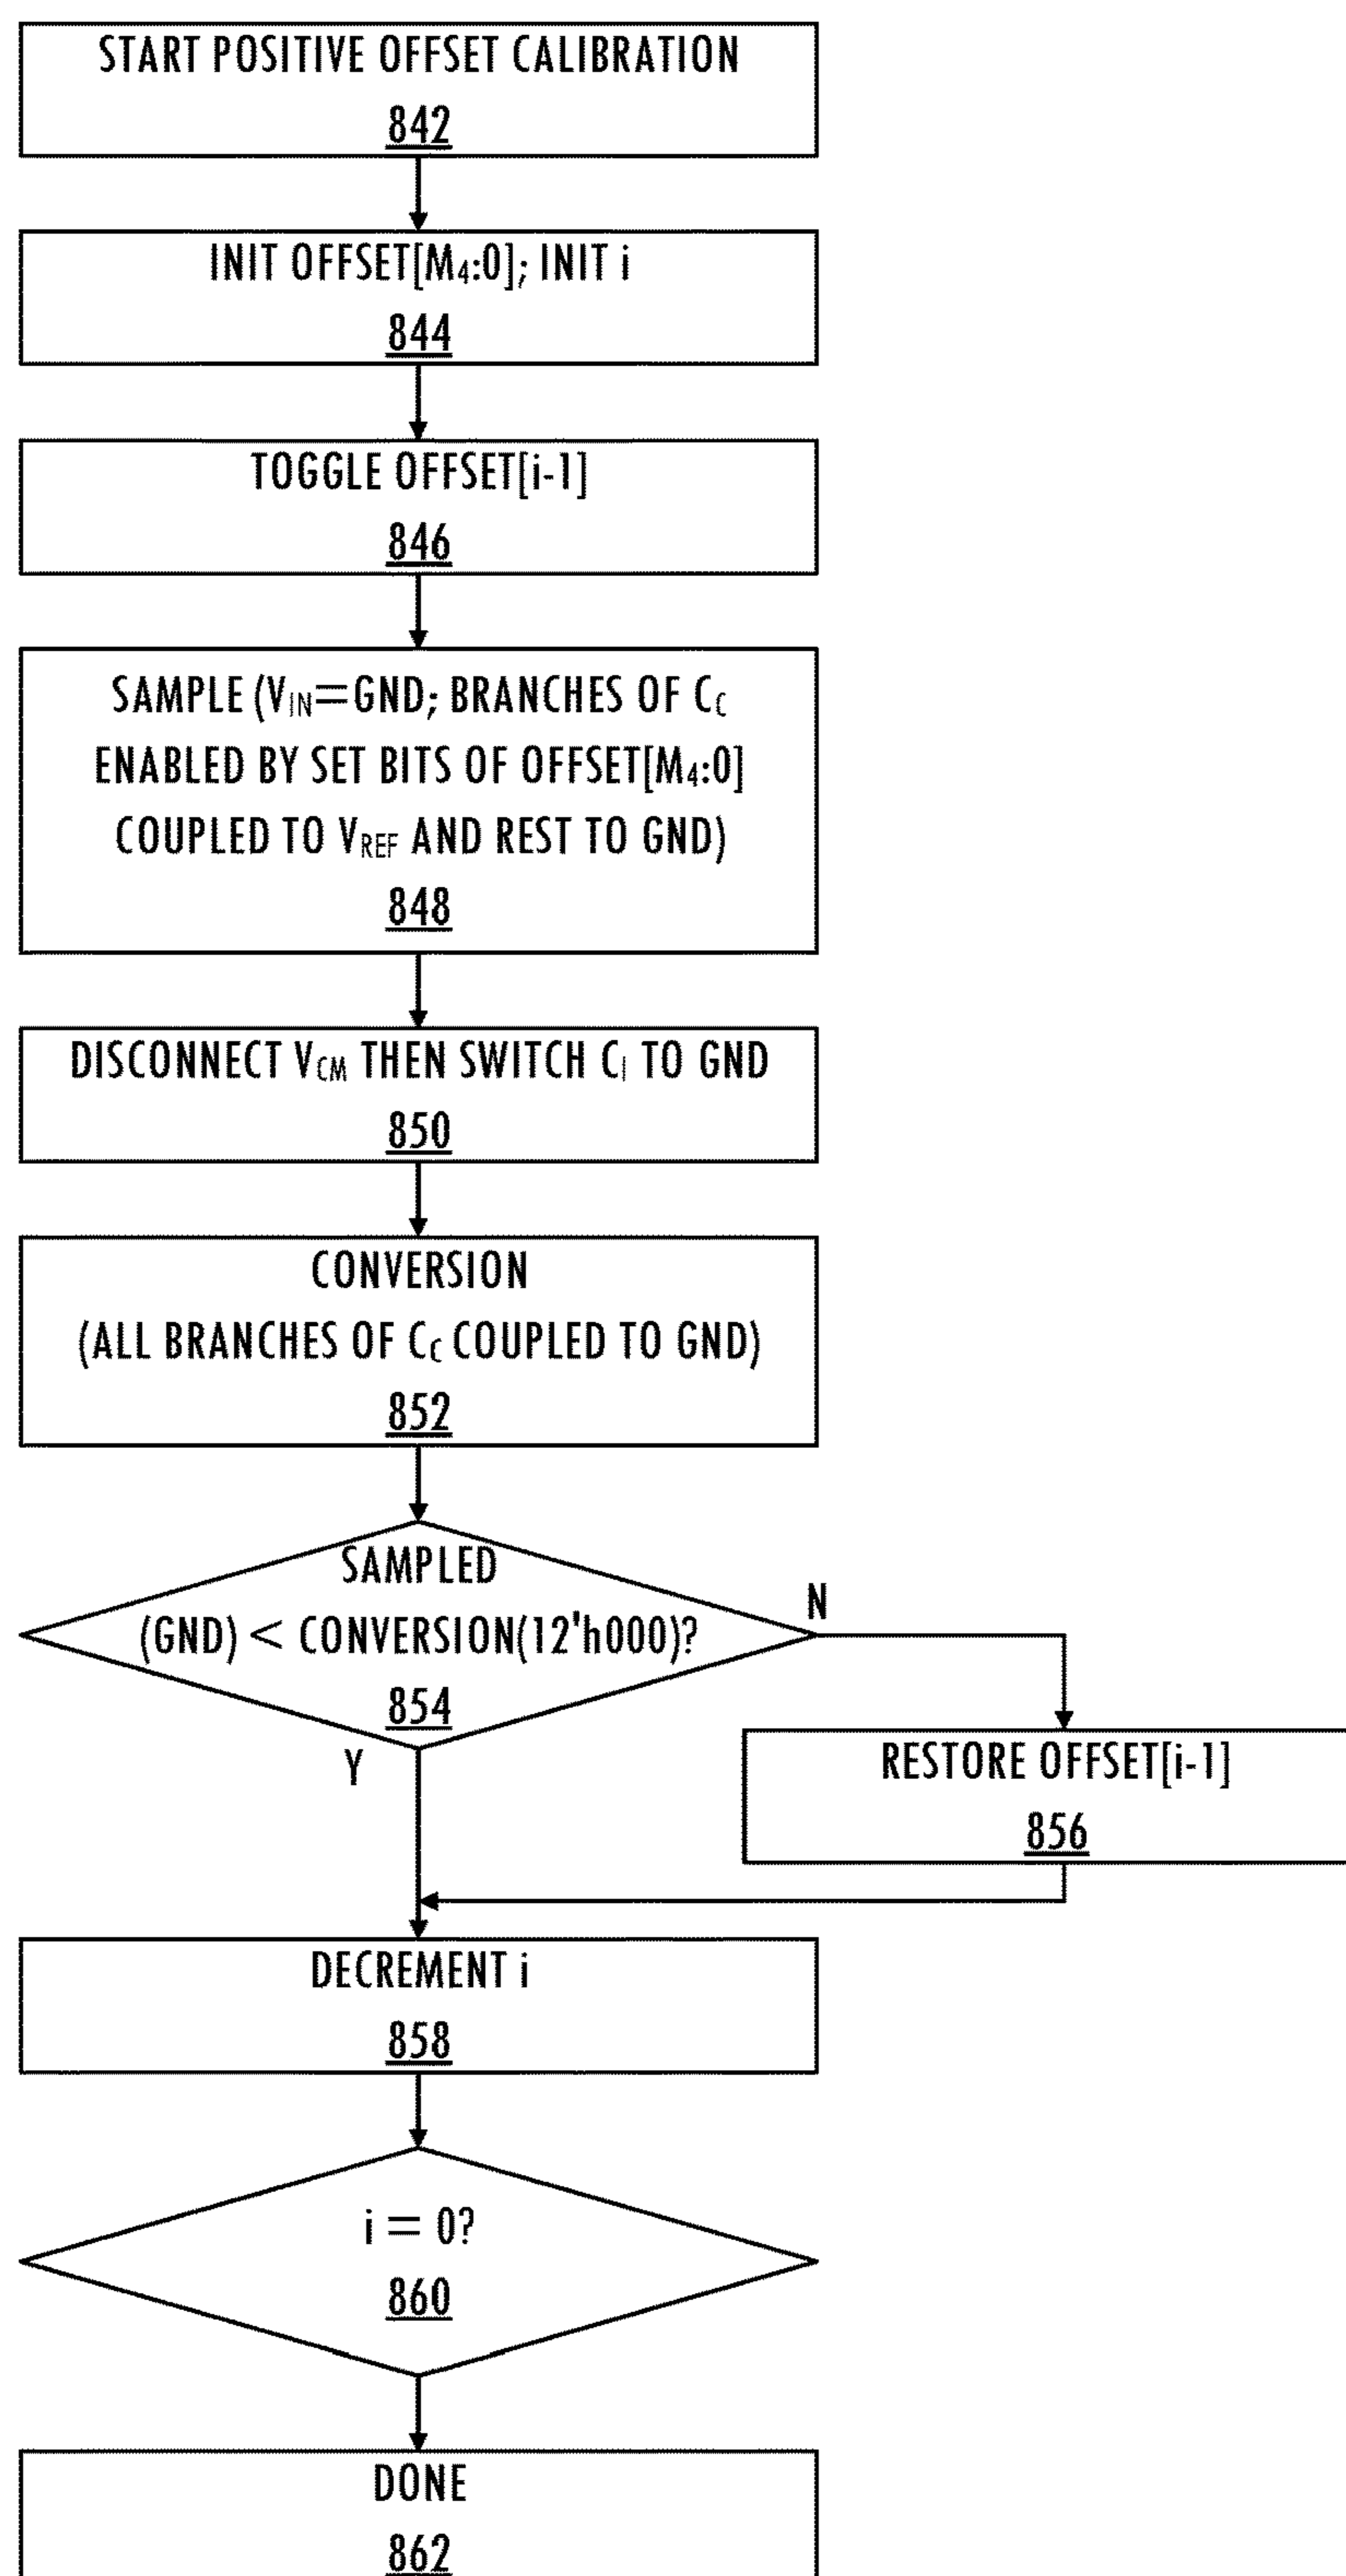 START POSITIVE OFFSET CALIBRATION
842
INIT OFFSET[M4:0]; INIT i
844
TOGGLE OFFSET[i-1]
846
SAMPLE (VIN=GND; BRANCHES OF CC
ENABLED BY SET BITS OF OFFSET[M4:0]
COUPLED TO VREF AND REST TO GND)
848
DISCONNECT VCM THEN SWITCH CI TO GND
850
CONVERSION
(ALL BRANCHES OF CC COUPLED TO GND)
852
SAMPLED
(GND) < CONVERSION(12'h000)?
854
N
Y
RESTORE OFFSET[i-1]
856
DECREMENT i
858
i = 0?
860
DONE
862